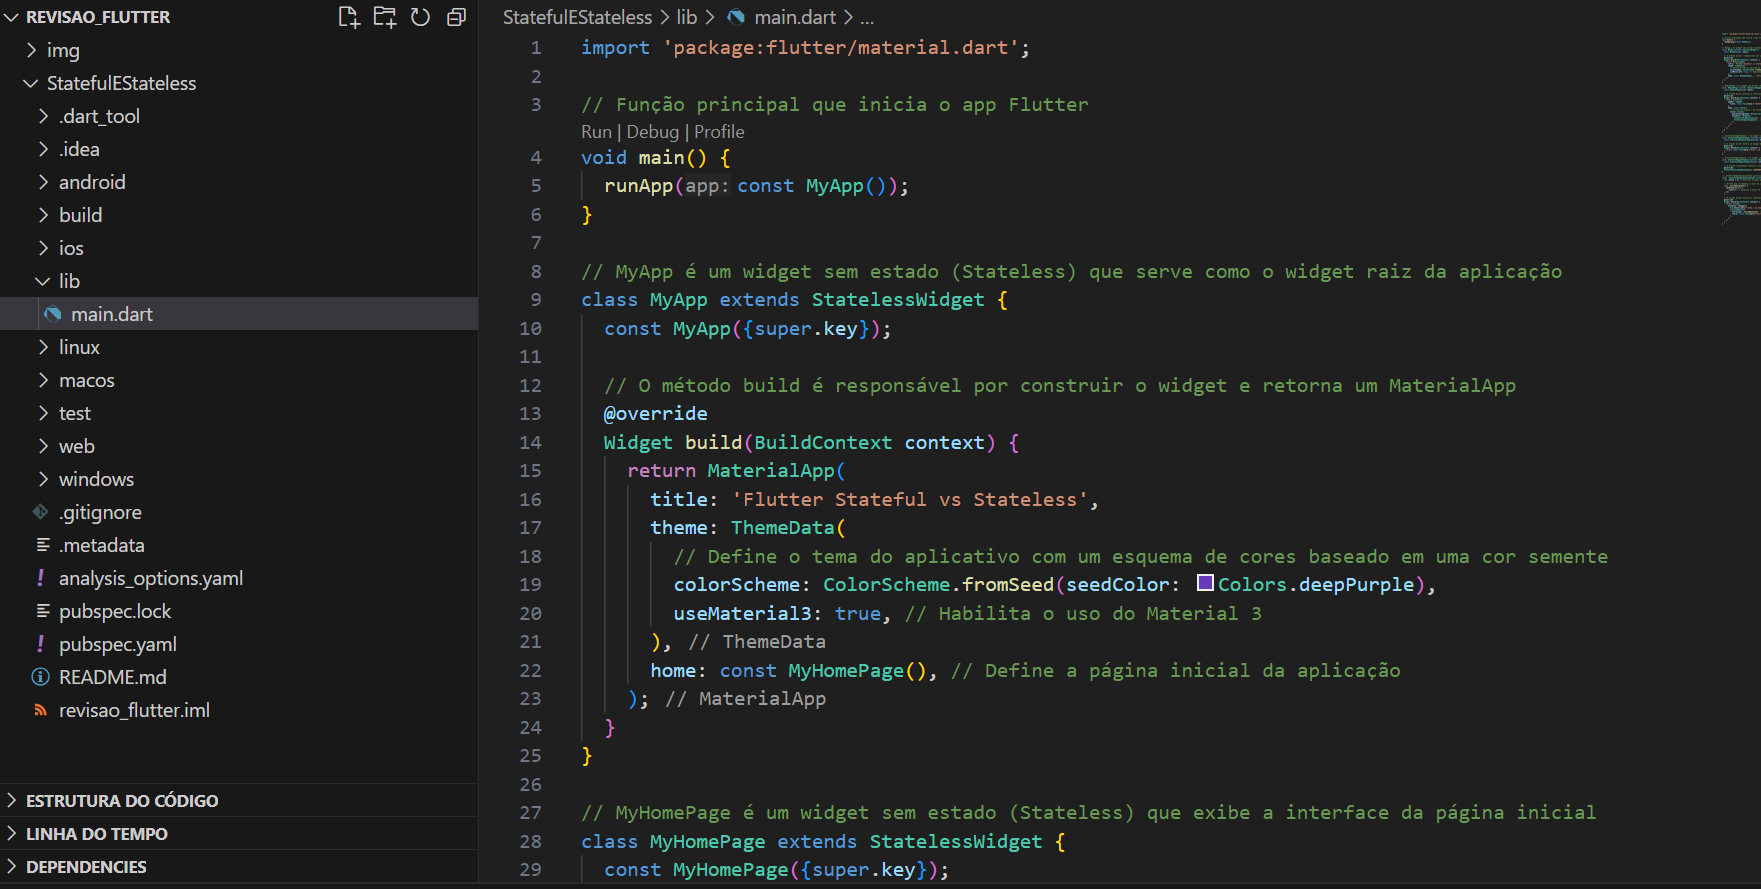 REVISAO_FLUTTER
img
StatefulEStateless
.dart_tool
.idea
android
build
ios
lib
main.dart
linux
macos
test
web
windows
.gitignore
.metadata
analysis_options.yaml
pubspec.lock
pubspec.yaml
README.md
revisao_flutter.iml
ESTRUTURA DO CÓDIGO
LINHA DO TEMPO
DEPENDENCIES
StatefulEStateless > lib > main.dart > ...
1 import 'package:flutter/material.dart';
2
3 // Função principal que inicia o app Flutter
Run | Debug | Profile
4 void main() {
5 runApp(app: const MyApp());
6 }
7
8 // MyApp é um widget sem estado (Stateless) que serve como o widget raiz da aplicação
9 class MyApp extends StatelessWidget {
10 const MyApp({super.key});
11
12 // O método build é responsável por construir o widget e retorna um MaterialApp
13 @override
14 Widget build(BuildContext context) {
15 return MaterialApp(
16 title: 'Flutter Stateful vs Stateless',
17 theme: ThemeData(
18 // Define o tema do aplicativo com um esquema de cores baseado em uma cor semente
19 colorScheme: ColorScheme.fromSeed(seedColor: Colors.deepPurple),
20 useMaterial3: true, // Habilita o uso do Material 3
21 ), // ThemeData
22 home: const MyHomePage(), // Define a página inicial da aplicação
23 ); // MaterialApp
24 }
25 }
26
27 // MyHomePage é um widget sem estado (Stateless) que exibe a interface da página inicial
28 class MyHomePage extends StatelessWidget {
29 const MyHomePage({super.key});